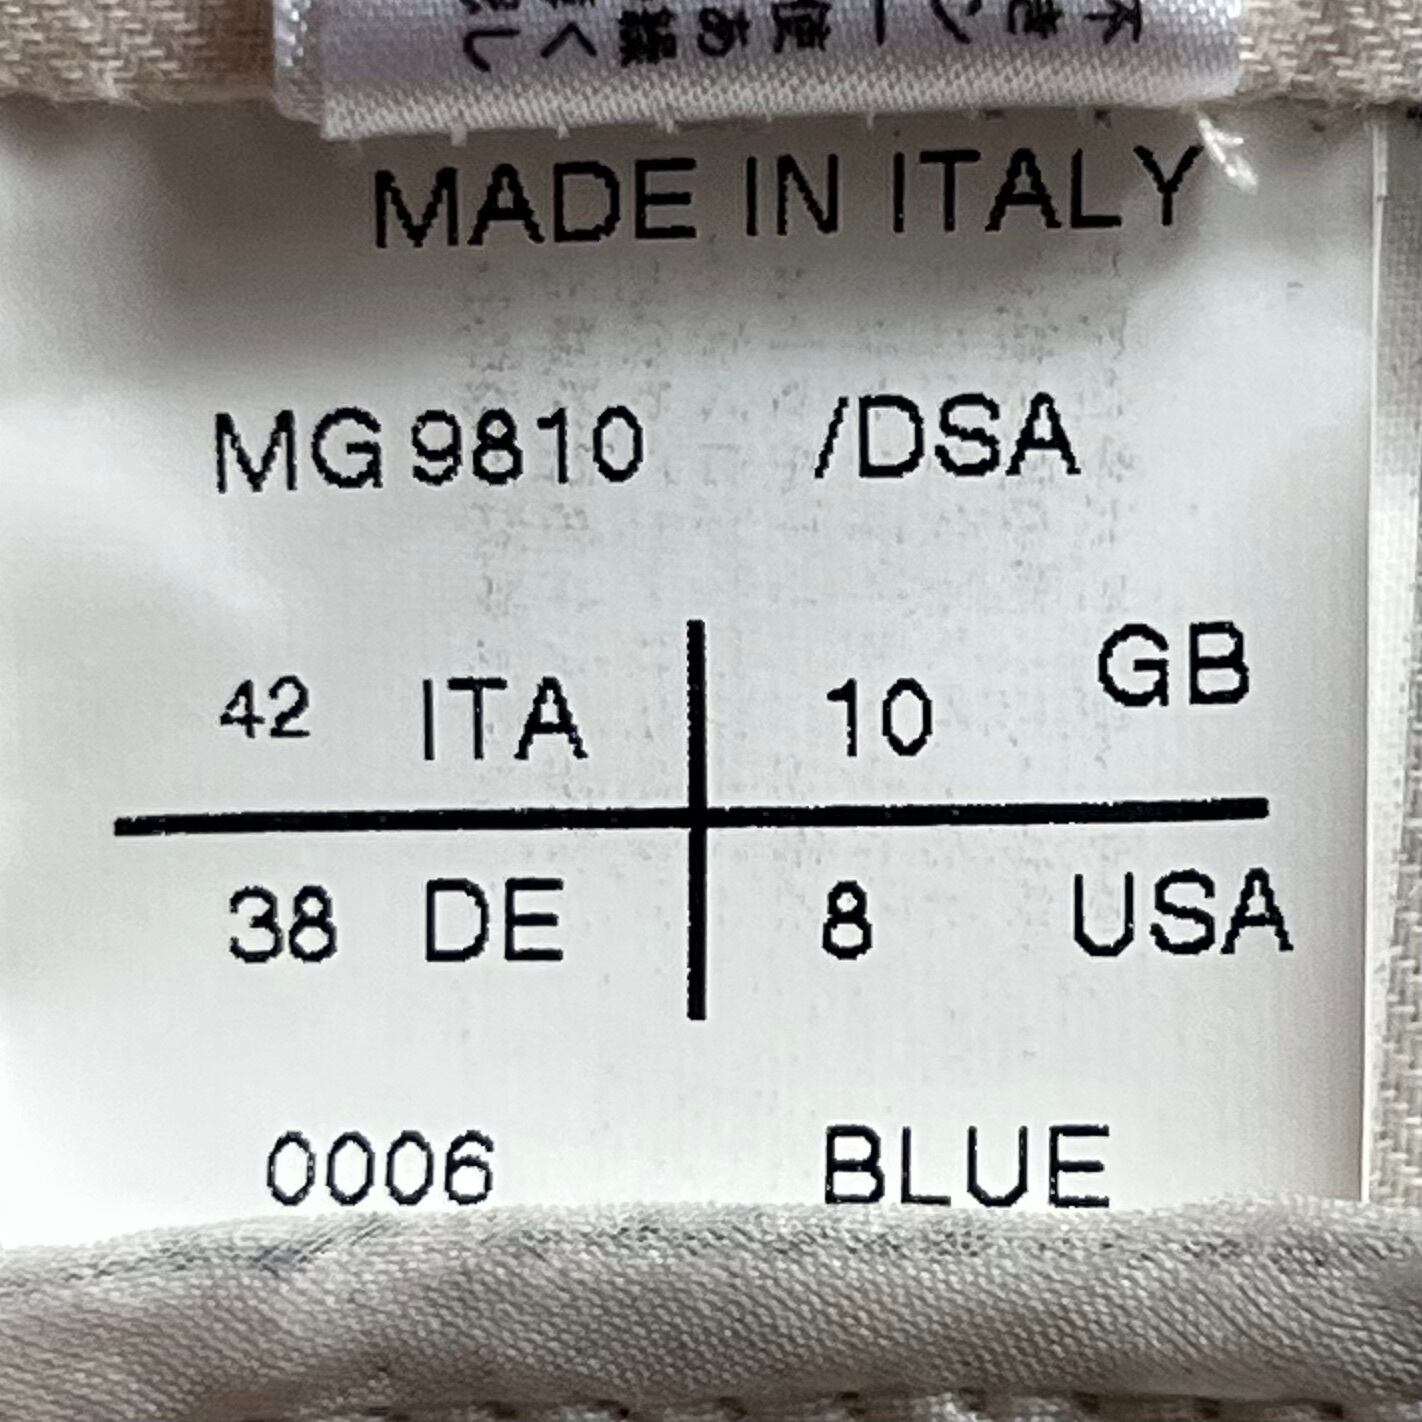 MADE IN ITALY
MG 9810 /DSA
42 ITA 10 GB
38 DE 8 USA
0006 BLUE